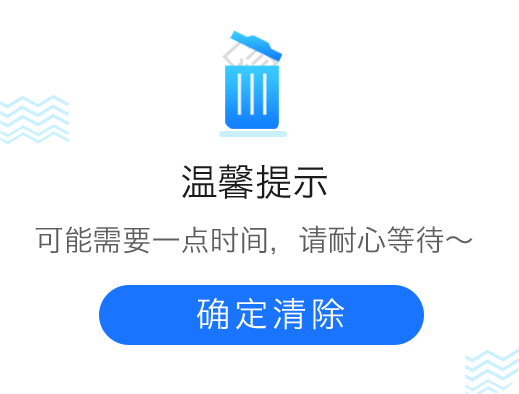 温馨提示
可能需要一点时间，请耐心等待～
确定清除